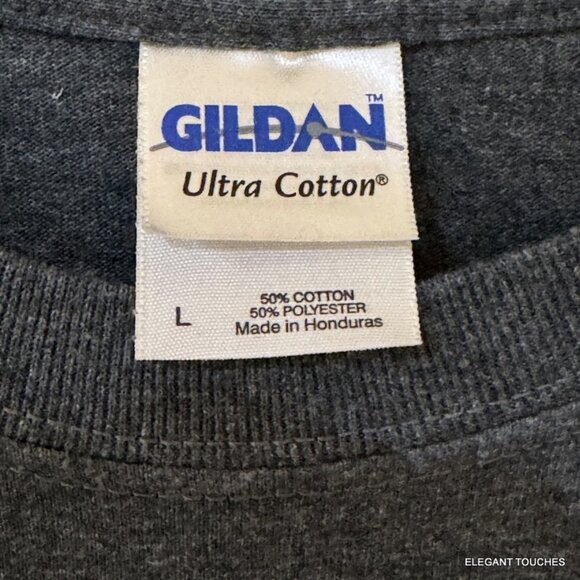 GILDAN™
Ultra Cotton®
50% COTTON
50% POLYESTER
L
Made in Honduras
ELEGANT TOUCHES